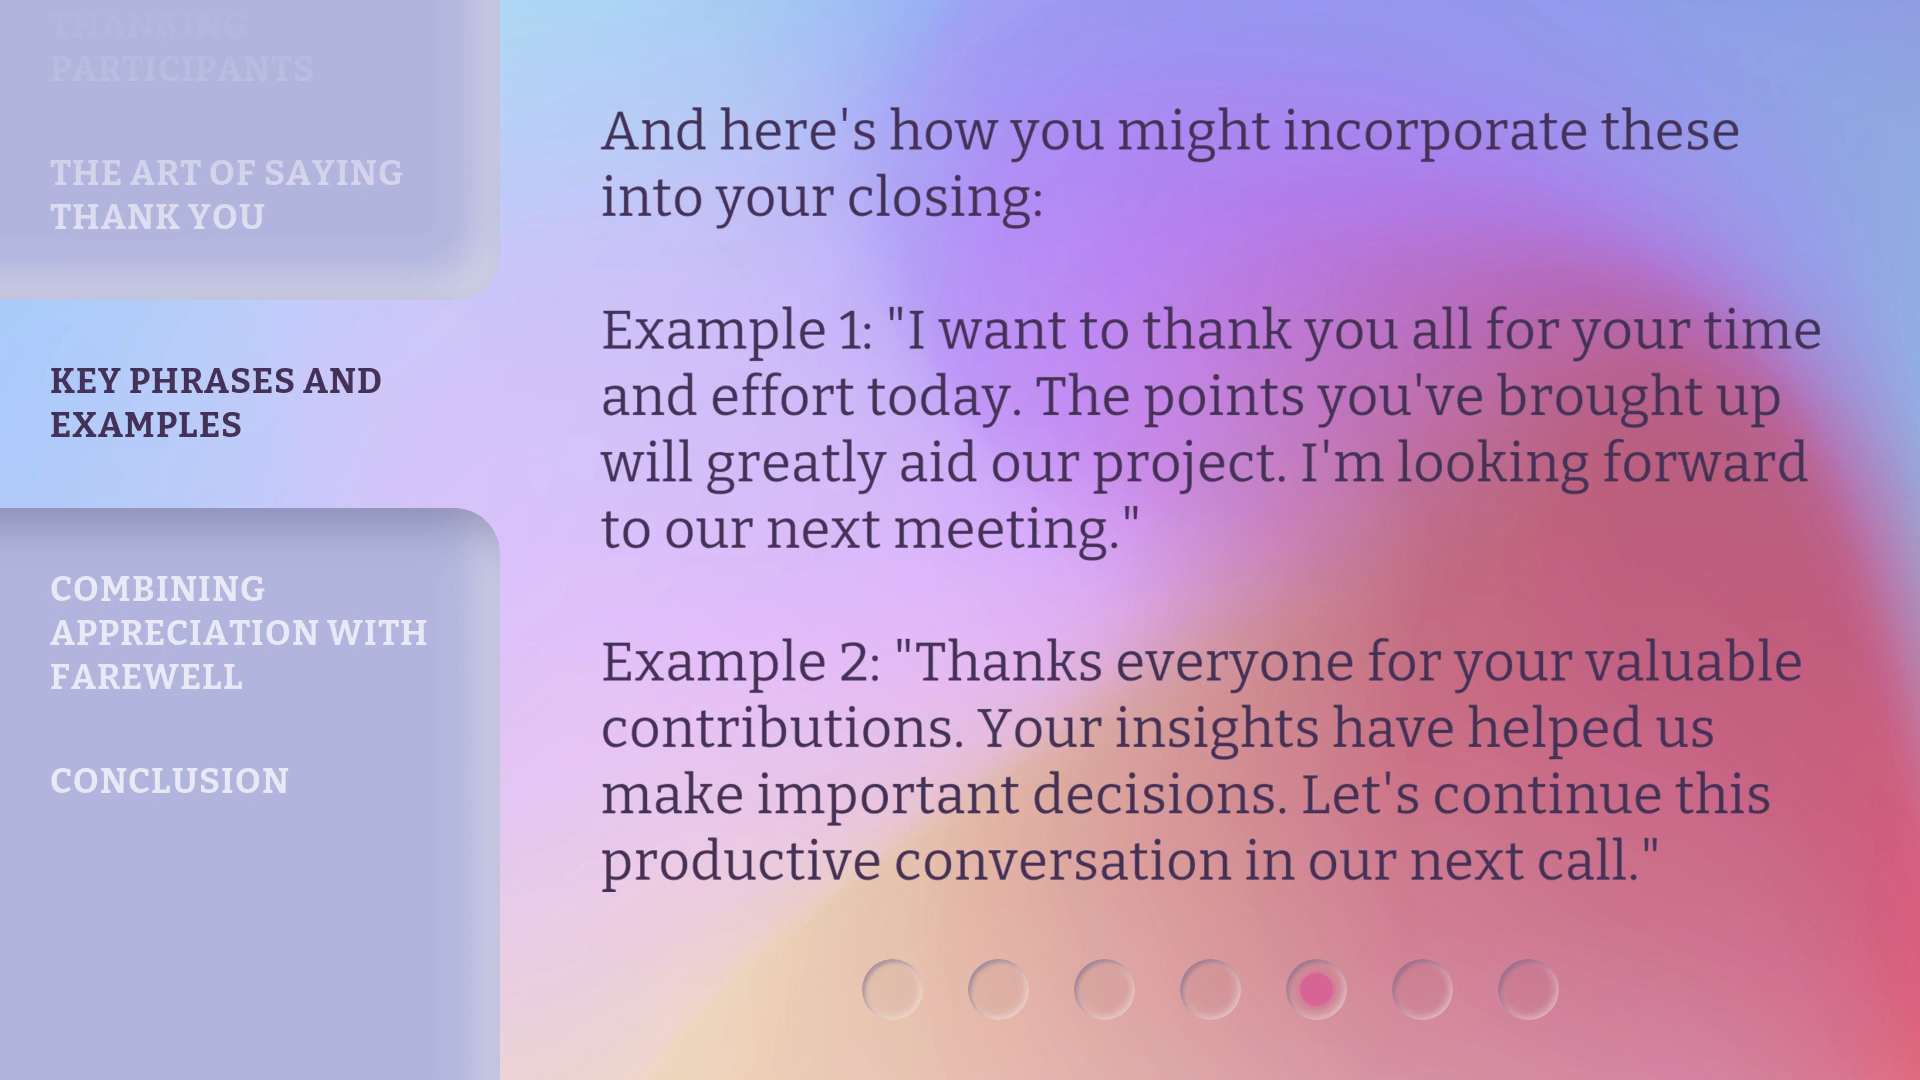 THANKING
PARTICIPANTS
THE ART OF SAYING
THANK YOU
KEY PHRASES AND
EXAMPLES
COMBINING
APPRECIATION WITH
FAREWELL
CONCLUSION
And here's how you might incorporate these
into your closing:
Example 1: "I want to thank you all for your time
and effort today. The points you've brought up
will greatly aid our project. I'm looking forward
to our next meeting."
Example 2: "Thanks everyone for your valuable
contributions. Your insights have helped us
make important decisions. Let's continue this
productive conversation in our next call."